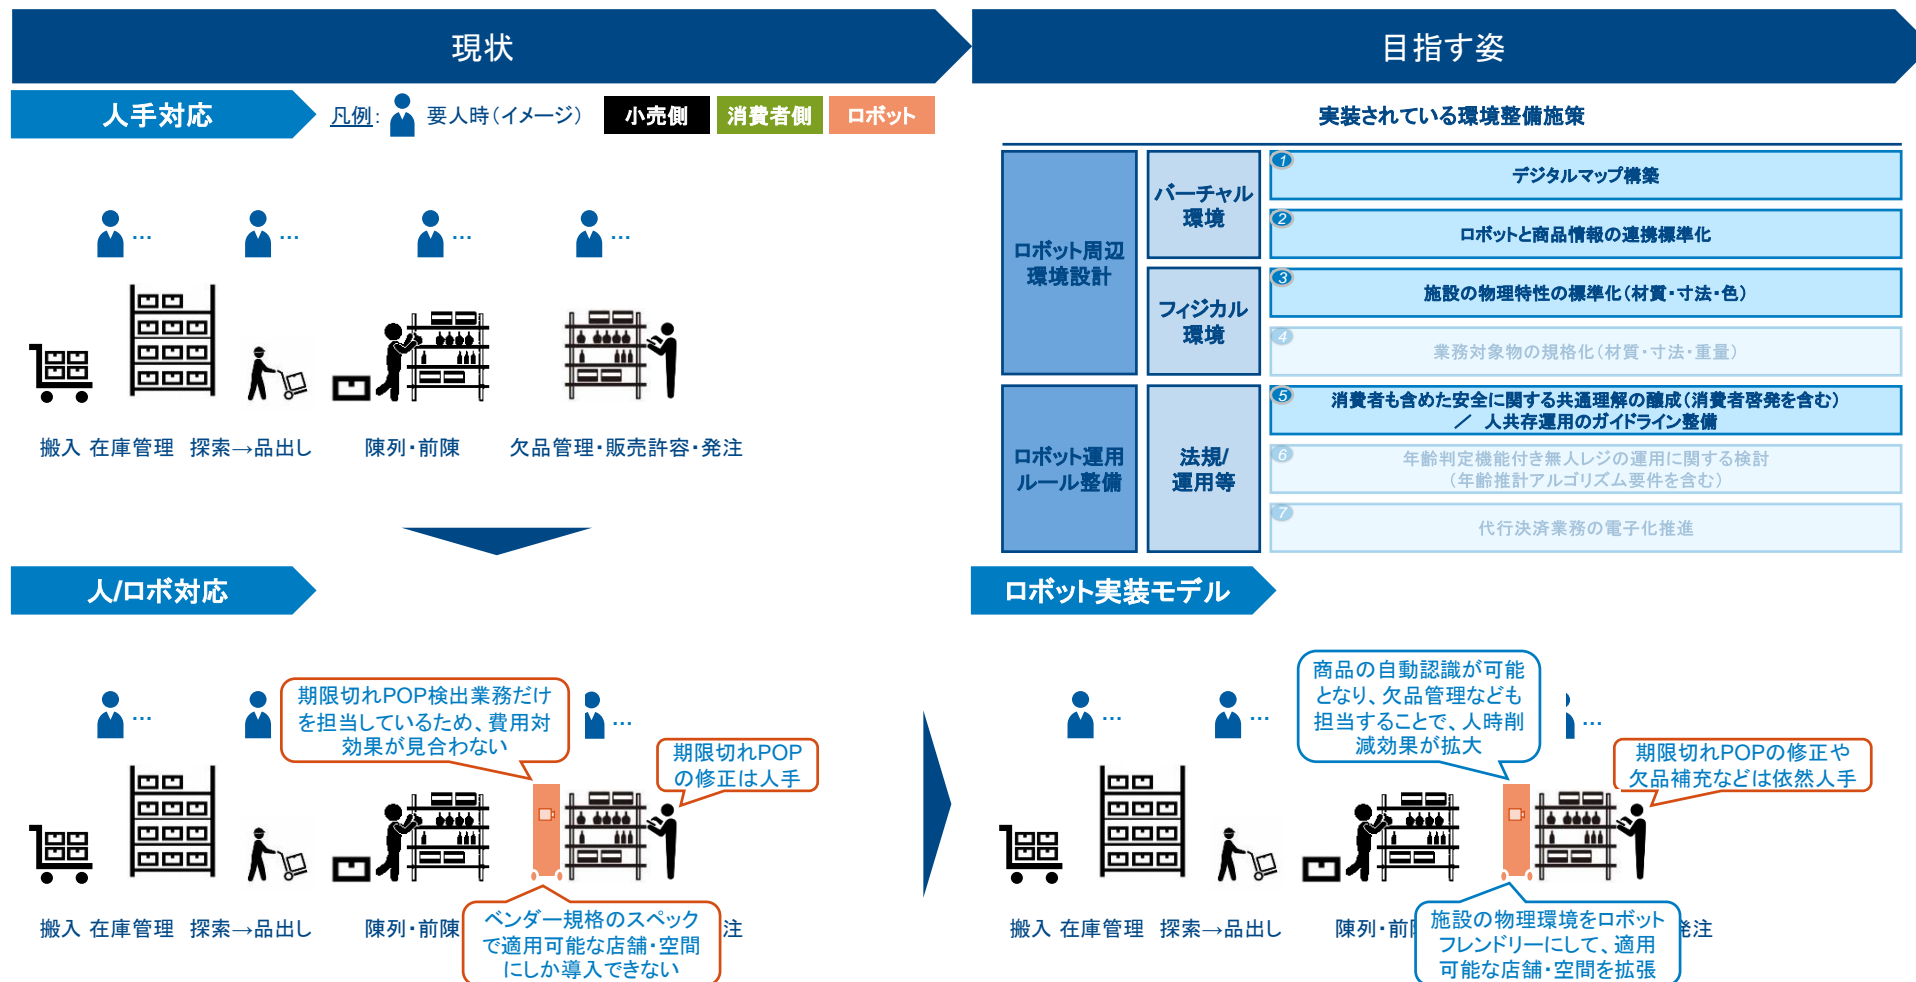 現状
目指す姿
人手対応
凡例:
要人時（イメージ）
小売側
消費者側
ロボット
…
…
…
…
搬入
在庫管理
探索→品出し
陳列・前陳
欠品管理・販売許容・発注
実装されている環境整備施策
ロボット周辺
環境設計
バーチャル
環境
1
デジタルマップ構築
2
ロボットと商品情報の連携標準化
フィジカル
環境
3
施設の物理特性の標準化（材質・寸法・色）
4
業務対象物の規格化（材質・寸法・重量）
ロボット運用
ルール整備
法規/
運用等
5
消費者も含めた安全に関する共通理解の醸成（消費者啓発を含む）
／ 人共存運用のガイドライン整備
6
年齢判定機能付き無人レジの運用に関する検討
（年齢推計アルゴリズム要件を含む）
7
代行決済業務の電子化推進
人/ロボ対応
…
…
期限切れPOP検出業務だけ
を担当しているため、費用対
効果が見合わない
期限切れPOP
の修正は人手
搬入
在庫管理
探索→品出し
陳列・前陳
注
ベンダー規格のスペック
で適用可能な店舗・空間
にしか導入できない
ロボット実装モデル
…
…
…
商品の自動認識が可能
となり、欠品管理なども
担当することで、人時削
減効果が拡大
期限切れPOPの修正や
欠品補充などは依然人手
搬入
在庫管理
探索→品出し
陳列・前
発注
施設の物理環境をロボット
フレンドリーにして、適用
可能な店舗・空間を拡張